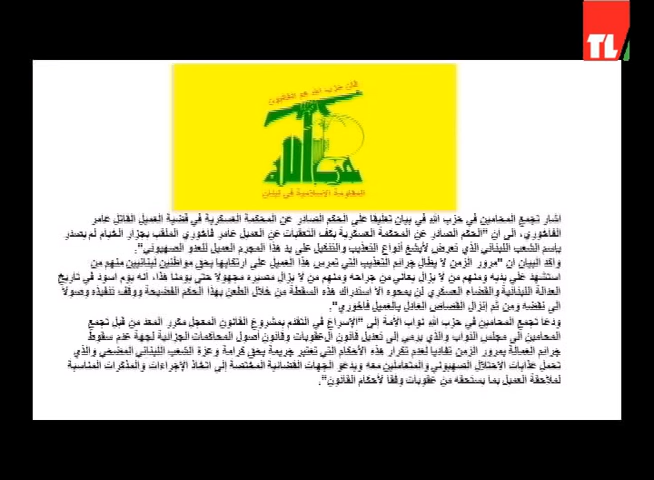 TL
فإن حزب الله هم الغالبون
حزب الله
المقاومة الإسلامية في لبنان
اشار تجمع المحامين في حزب الله في بيان تعليقا على الحكم الصادر عن المحكمة العسكرية في قضية العميل القاتل عامر
الفاخوري، الى ان "الحكم الصادر عن المحكمة العسكرية بكف التعقبات عن العميل عامر فاخوري الملقب بجزار الخيام لم يصدر
باسم الشعب اللبناني الذي تعرض لأبشع أنواع التعذيب والتنكيل على يد هذا المجرم العميل للعدو الصهيوني".
واكد البيان ان "مرور الزمن لا يطال جرائم التعذيب التي تمرس هذا العميل على ارتكابها بحق مواطنين لبنانيين منهم من
استشهد على يديه ومنهم من لا يزال يعاني من جراحه ومنهم من لا يزال مصيره مجهولا حتى يومنا هذا، انه يوم اسود في تاريخ
العدالة اللبنانية والقضاء العسكري لن يمحوه الا استدراك هذه السقطة من خلال الطعن بهذا الحكم الفضيحة ووقف تنفيذه وصولا
الى نقضه ومن ثم إنزال القصاص العادل بالعميل فاخوري".
ودعا تجمع المحامين في حزب الله نواب الأمة إلى "الإسراع في التقدم بمشروع القانون المعجل مكرر المعد من قبل تجمع
المحامين الى مجلس النواب والذي يرمي إلى تعديل قانون العقوبات وقانون أصول المحاكمات الجزائية لجهة عدم سقوط
جرائم العمالة بمرور الزمن تفاديا لعدم تكرار هذه الأحكام التي تعتبر جريمة بحق كرامة وعزة الشعب اللبناني المضحي والذي
تحمل عذابات الإحتلال الصهيوني والمتعاملين معه ويدعو الجهات القضائية المختصة إلى اتخاذ الإجراءات والمذكرات المناسبة
لملاحقة العميل بما يستحقه من عقوبات وفقا لأحكام القانون".